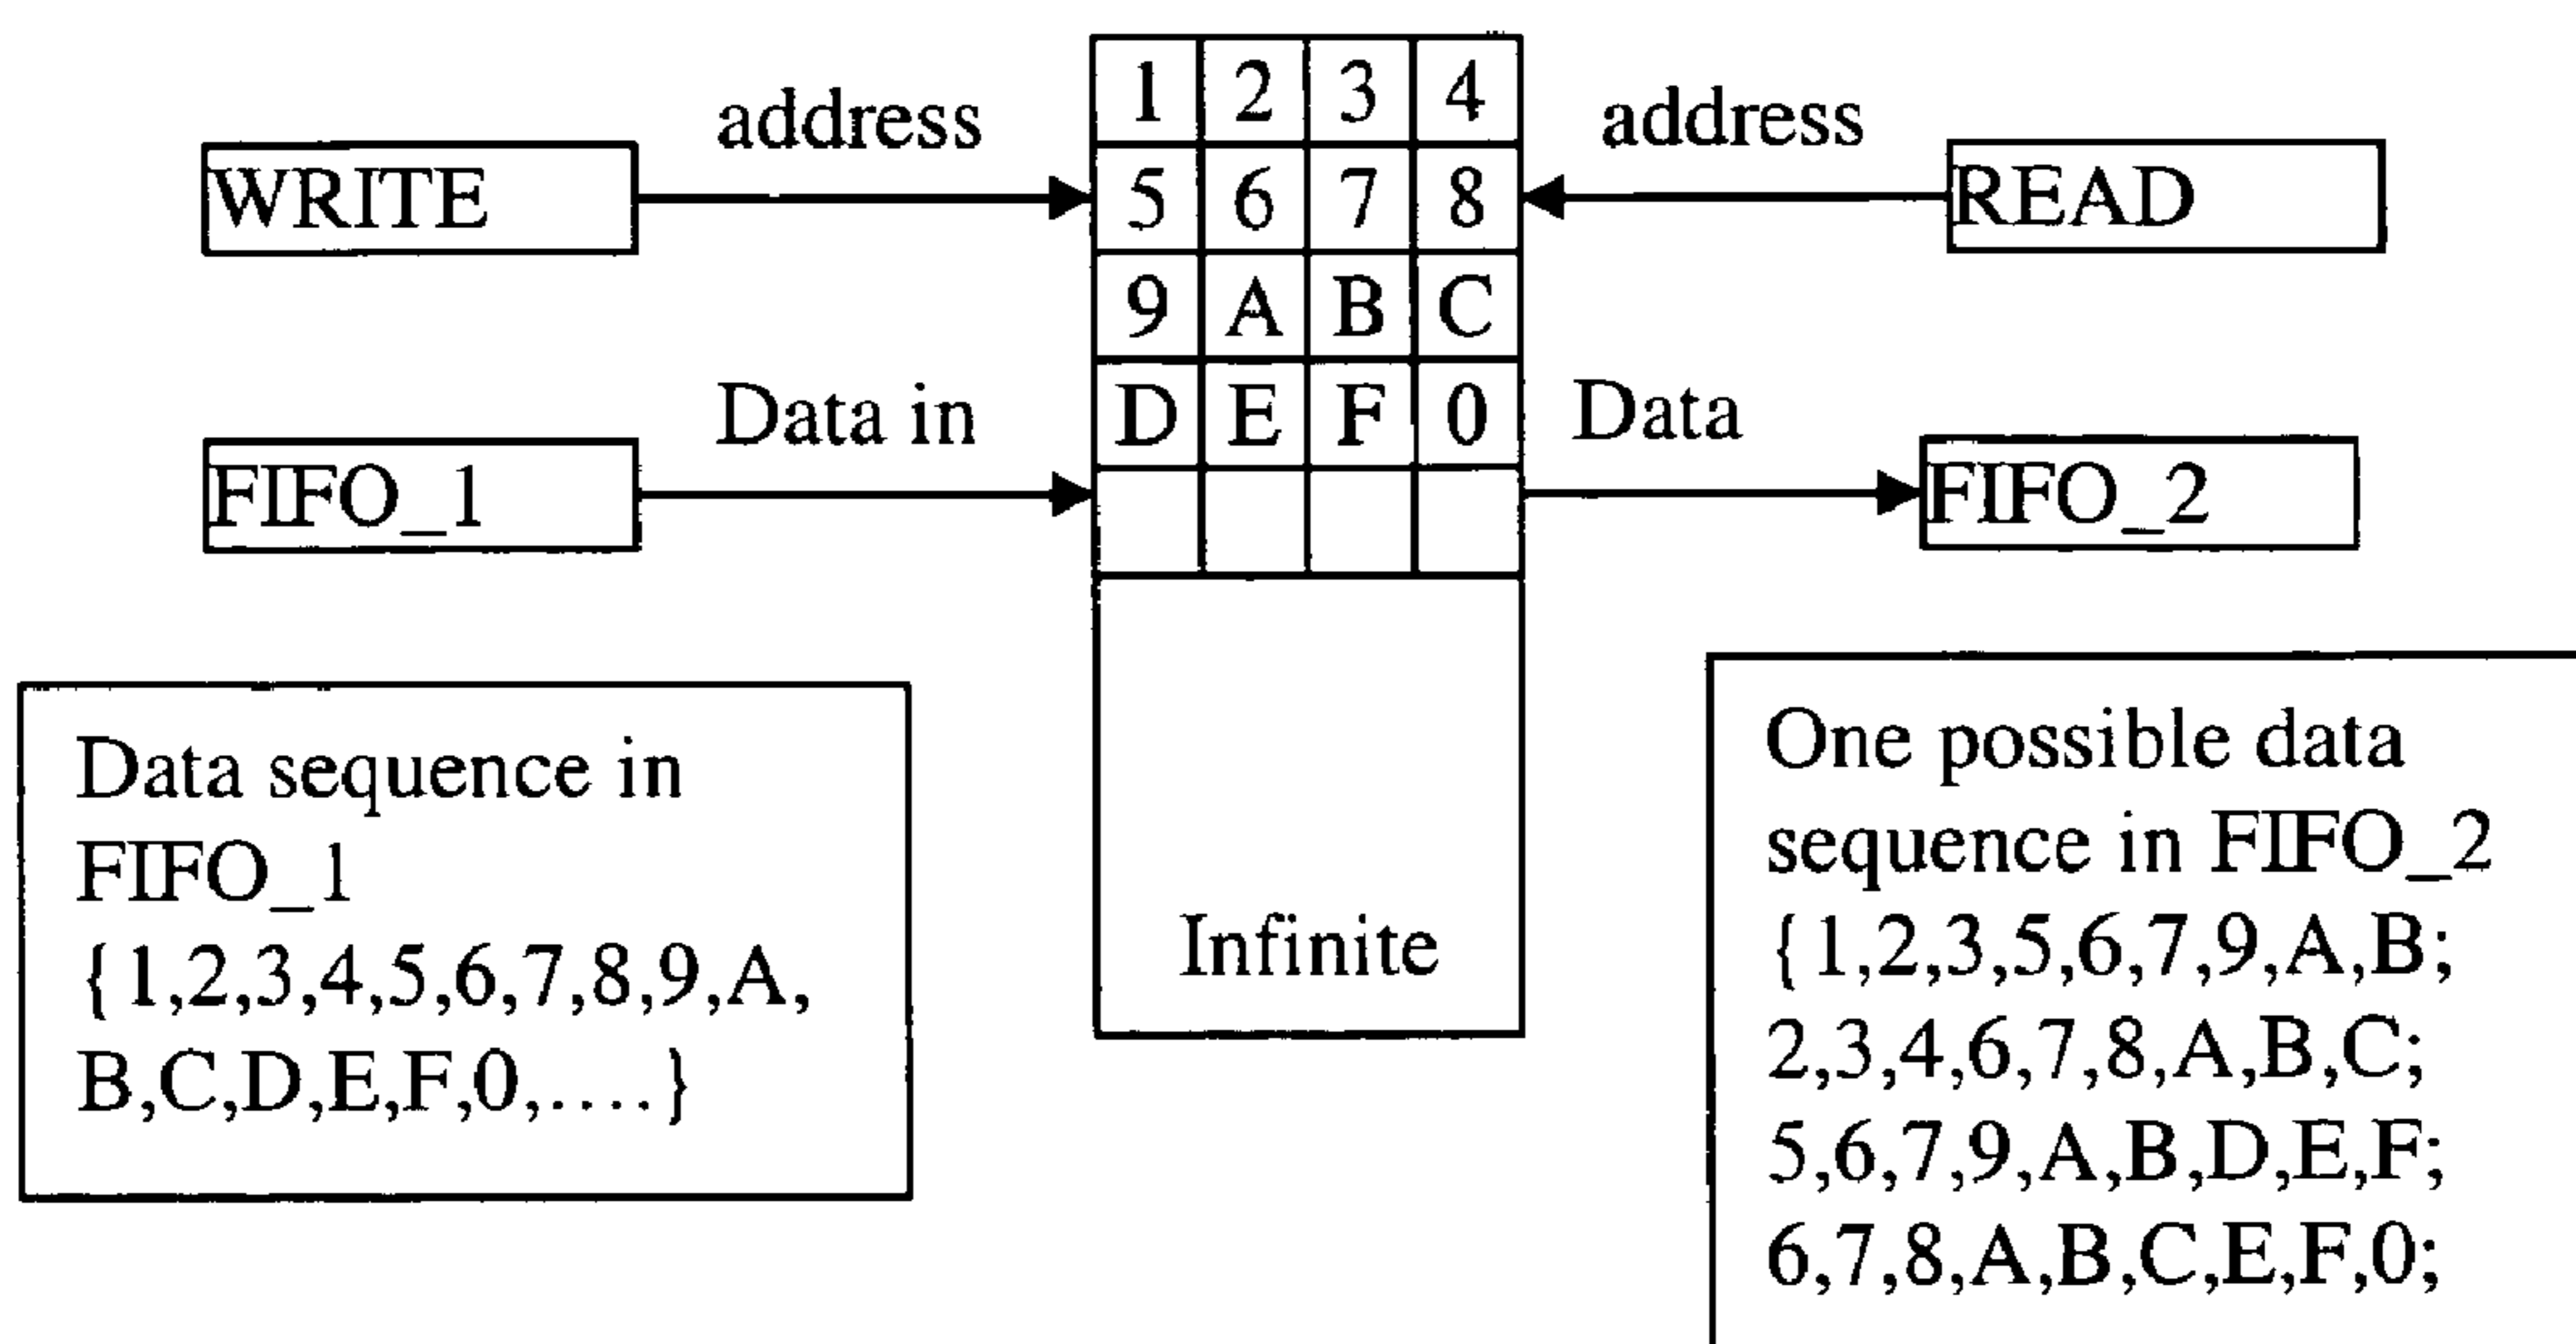 1 2 3 4
address
address
WRITE
5 6 7 8
READ
9 A B C
Data in
D E F 0
Data
FIFO_1
FIFO_2
Data sequence in
FIFO_1
{1,2,3,4,5,6,7,8,9,A,
B,C,D,E,F,0,....}
Infinite
One possible data
sequence in FIFO_2
{1,2,3,5,6,7,9,A,B;
2,3,4,6,7,8,A,B,C;
5,6,7,9,A,B,D,E,F;
6,7,8,A,B,C,E,F,0;